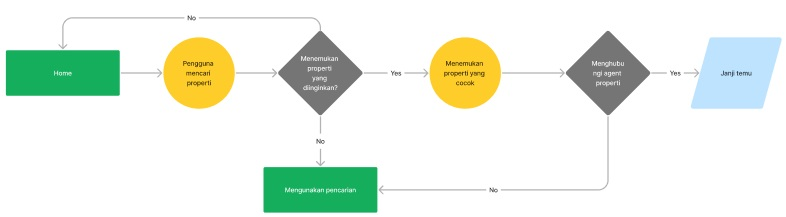 No
Home
Pengguna
mencari
properti
Menemukan
properti
yang
diinginkan?
Yes
Menemukan
properti yang
cocok
Menghubu
ngi agent
properti
Yes
Janji temu
No
Mengunakan pencarian
No